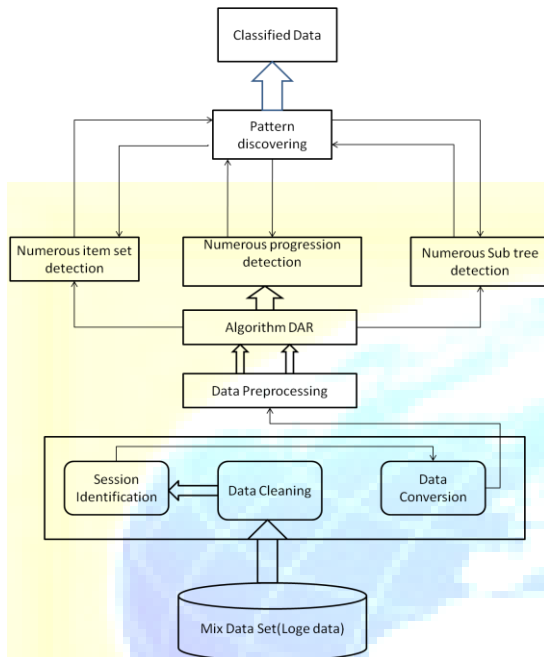 Classified Data
Pattern
discovering
Numerous item set
detection
Numerous progression
detection
Numerous Sub tree
detection
Algorithm DAR
Data Preprocessing
Session
Identification
Data Cleaning
Data
Conversion
Mix Data Set(Loge data)